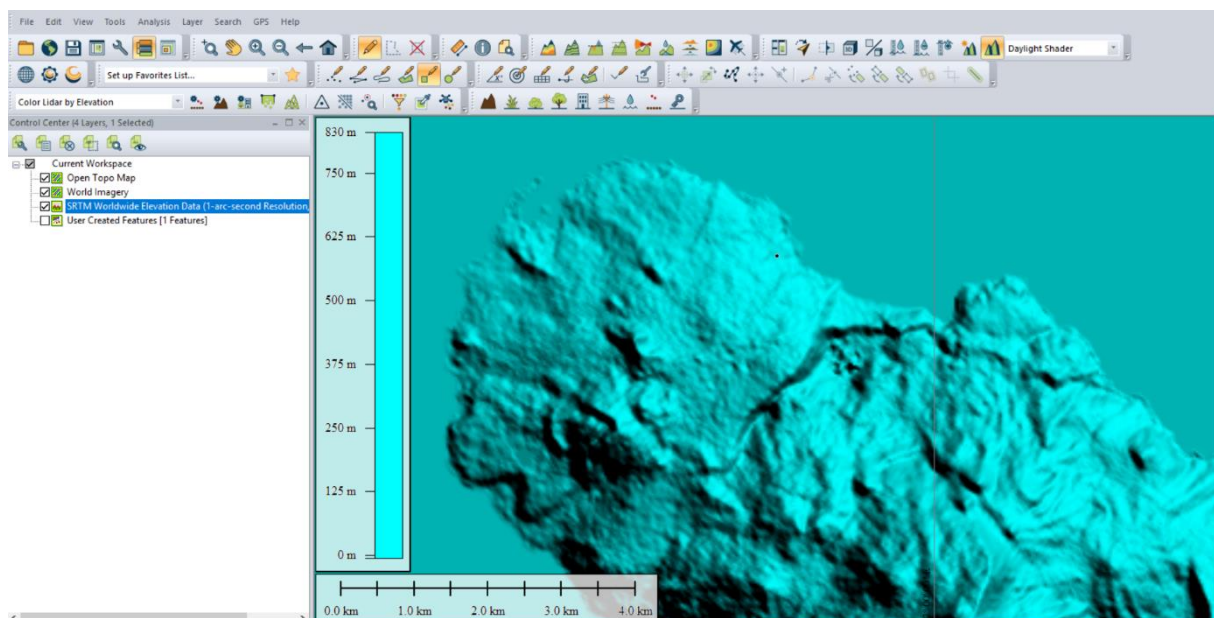 File Edit View Tools Analysis Layer Search GPS Help
Daylight Shader
Set up Favorites List...
Color Lidar by Elevation
Control Center (4 Layers, 1 Selected)
Current Workspace
Open Topo Map
World Imagery
SRTM Worldwide Elevation Data (1-arc-second Resolution,
User Created Features [1 Features]
830 m
750 m
625 m
500 m
375 m
250 m
125 m
0 m
0.0 km 1.0 km 2.0 km 3.0 km 4.0 km